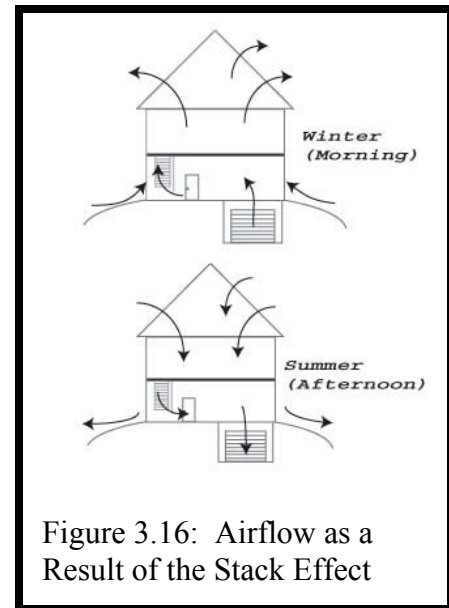 Winter
(Morning)
Summer
(Afternoon)
Figure 3.16: Airflow as a
Result of the Stack Effect